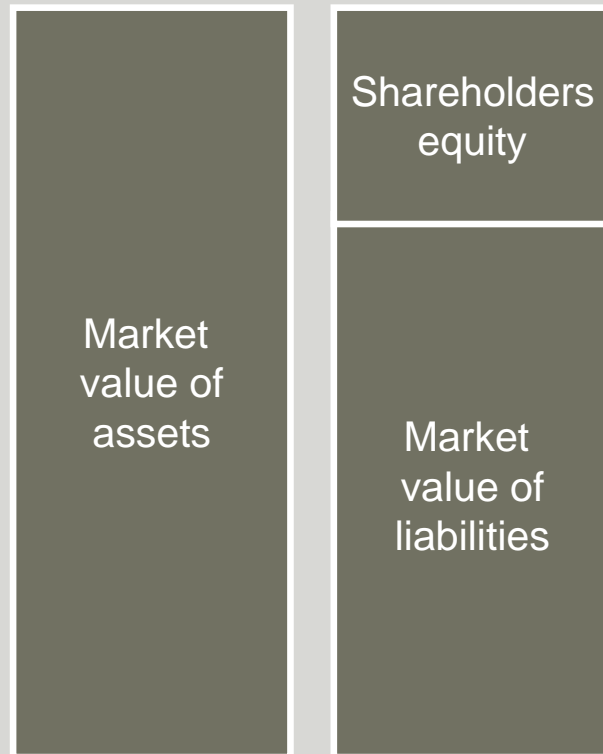 Shareholders
equity
Market
value of
assets
Market
value of
liabilities